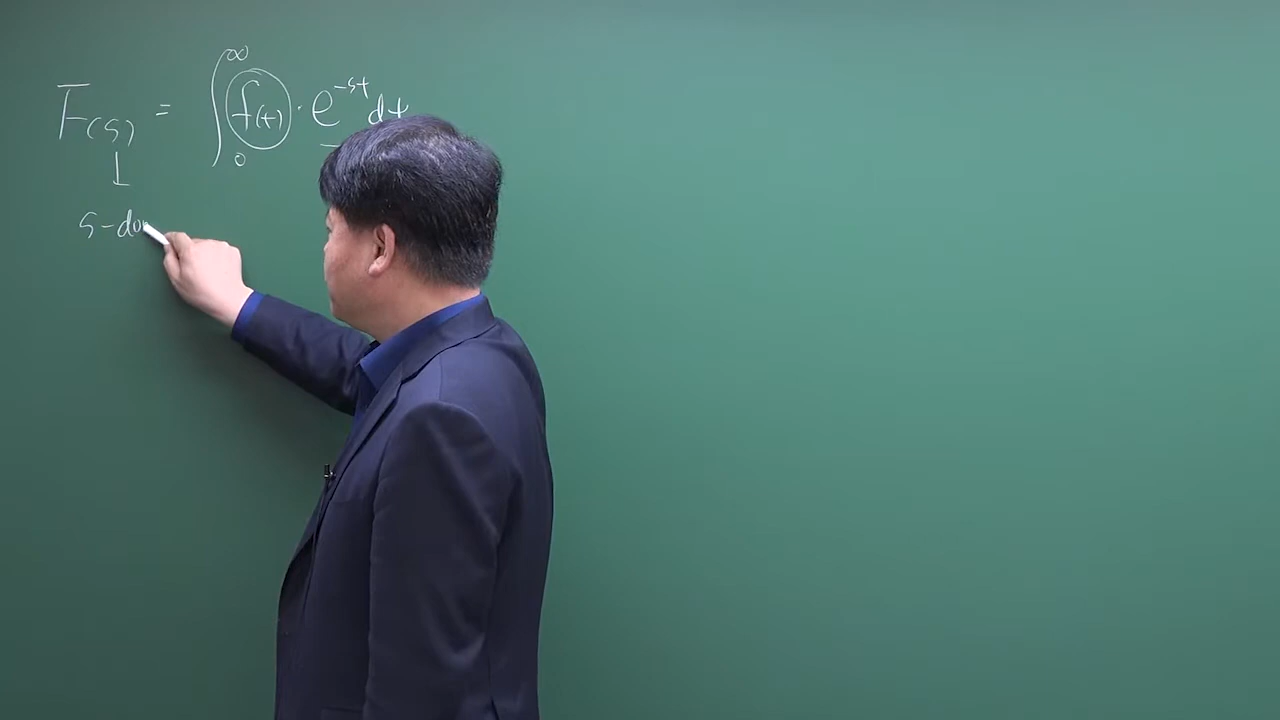 F(s) = ∫₀^∞ f(t) · e^{-st} dt
s-do